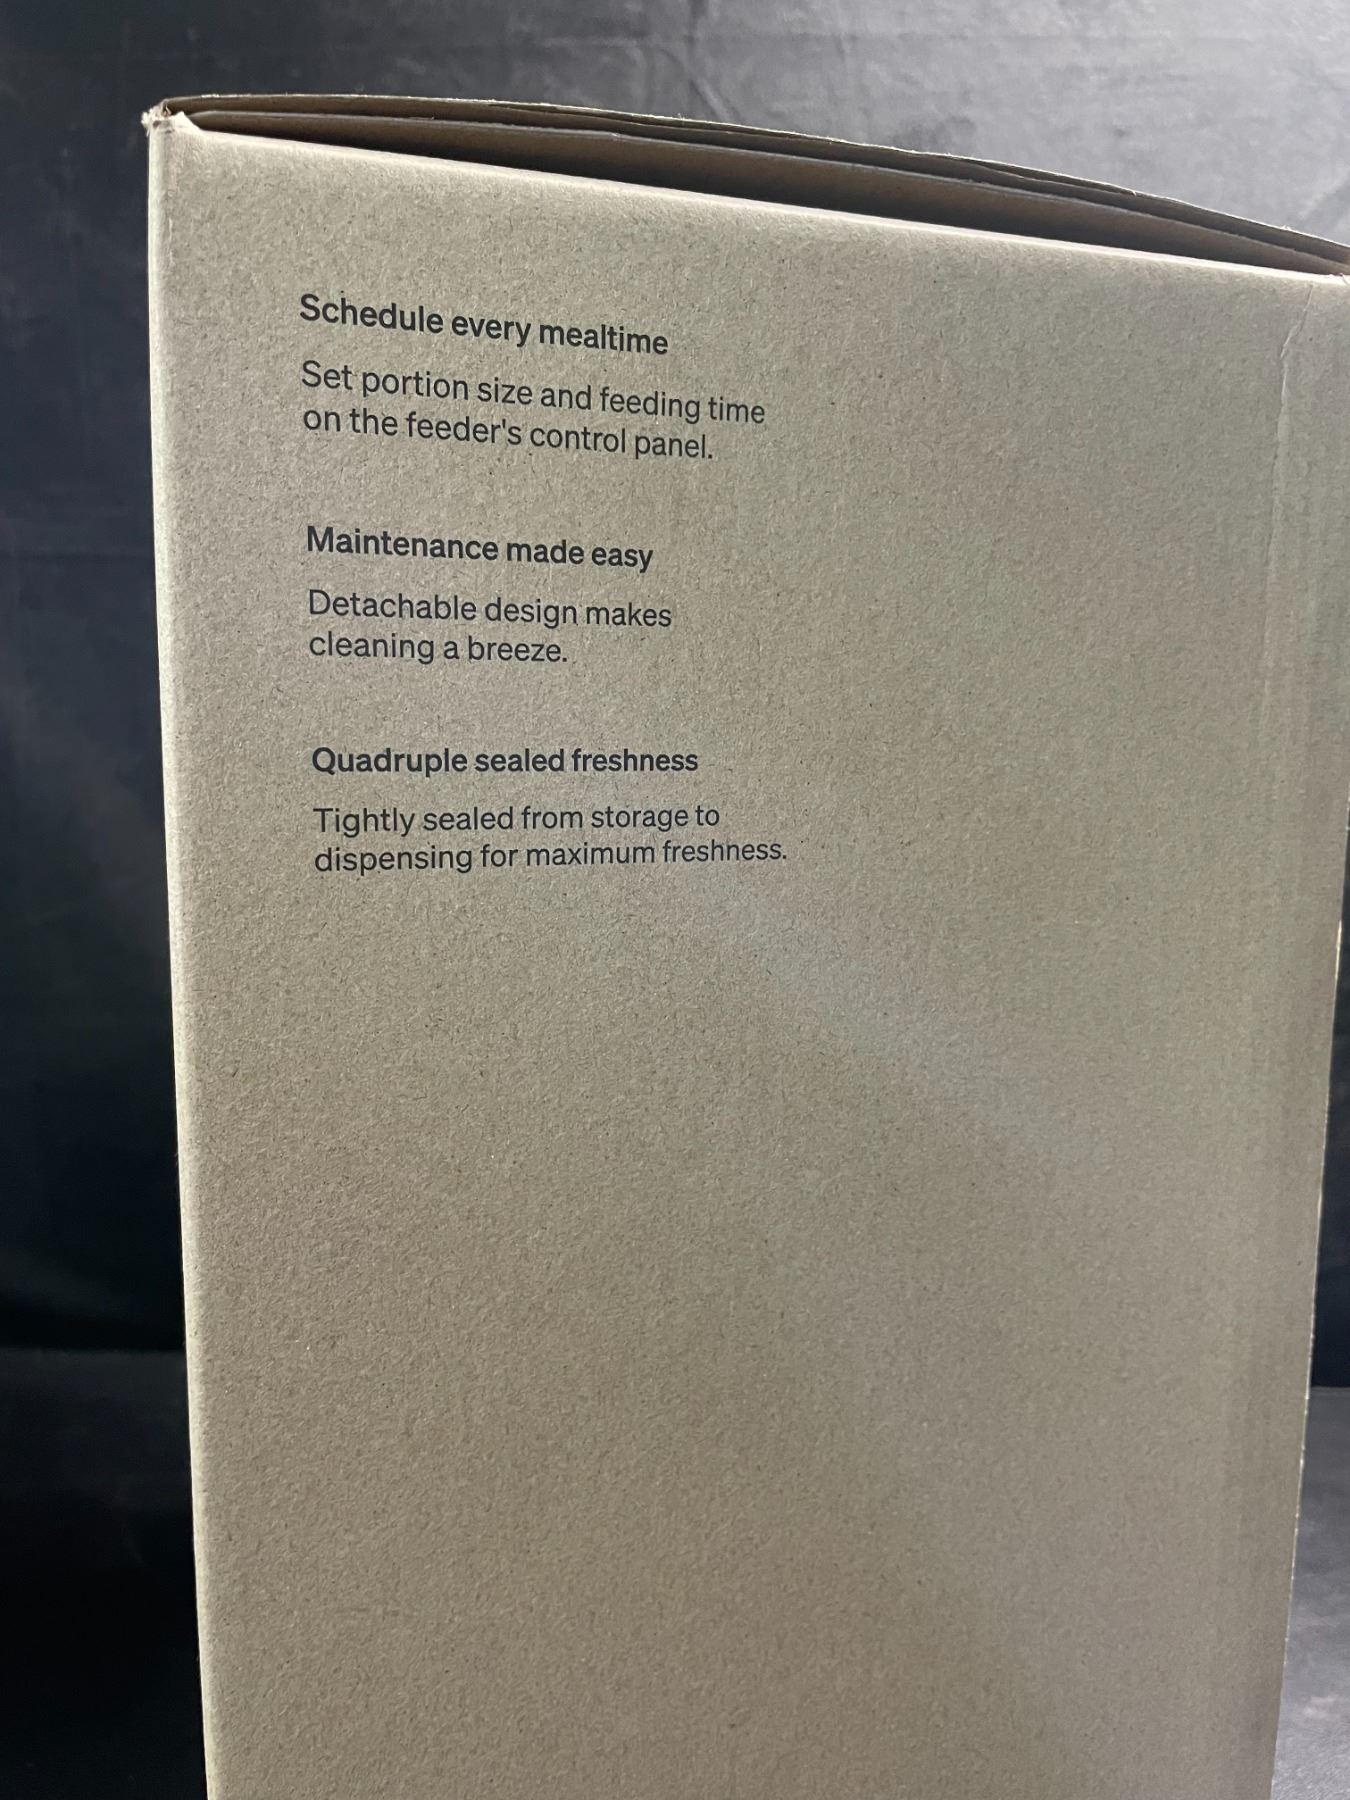 Schedule every mealtime
Set portion size and feeding time
on the feeder's control panel.
Maintenance made easy
Detachable design makes
cleaning a breeze.
Quadruple sealed freshness
Tightly sealed from storage to
dispensing for maximum freshness.